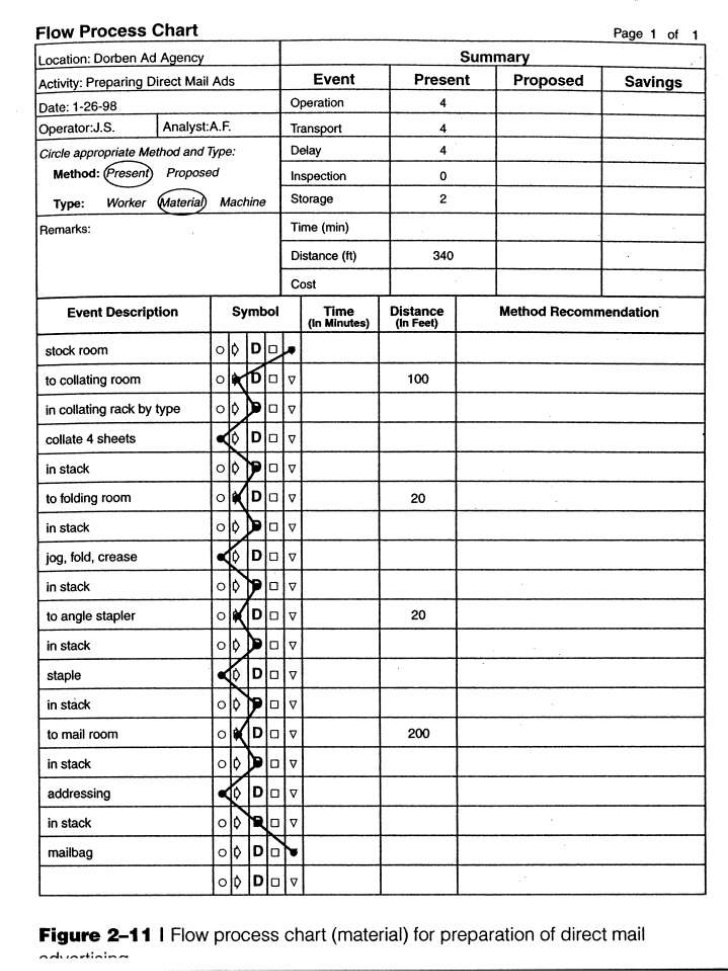 Flow Process Chart
Page 1 of 1
Location: Dorben Ad Agency
Summary
Activity: Preparing Direct Mail Ads
Event Present Proposed Savings
Date: 1-26-98
Operation 4
Operator:J.S. Analyst:A.F.
Transport 4
Circle appropriate Method and Type:
Delay 4
Method: Present Proposed
Inspection 0
Type: Worker Material Machine
Storage 2
Remarks:
Time (min)
Distance (ft) 340
Cost
Event Description Symbol Time (In Minutes) Distance (In Feet) Method Recommendation
stock room D
to collating room D 100
in collating rack by type
collate 4 sheets D
in stack
to folding room D 20
in stack
jog, fold, crease D
in stack
to angle stapler D 20
in stack
staple D
in stack
to mail room D 200
in stack
addressing D
in stack
mailbag D
D
Figure 2–11 | Flow process chart (material) for preparation of direct mail